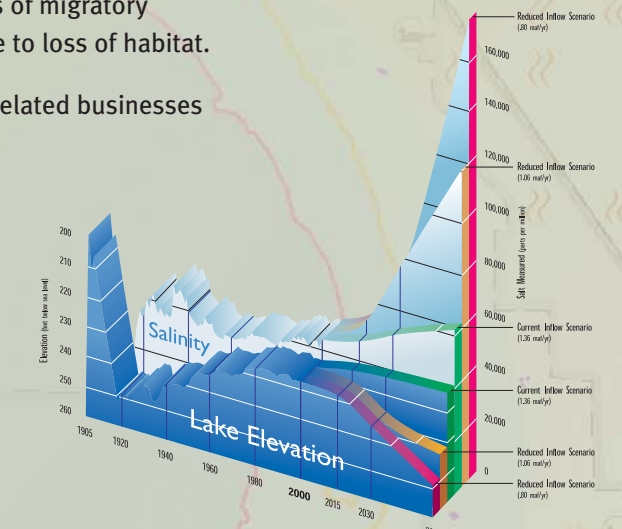 s of migratory
e to loss of habitat.
elated businesses
Reduced Inflow Scenario
(.80 maf/yr)
160,000
140,000
120,000
Reduced Inflow Scenario
(1.06 maf/yr)
100,000
Salt Measured (parts per million)
80,000
60,000
Current Inflow Scenario
(1.36 maf/yr)
40,000
Current Inflow Scenario
(1.36 maf/yr)
20,000
Reduced Inflow Scenario
(1.06 maf/yr)
0
Reduced Inflow Scenario
(.80 maf/yr)
Elevation (feet below sea level)
200
210
220
230
240
250
260
Salinity
Lake Elevation
1905
1920
1940
1960
1980
2000
2015
2030